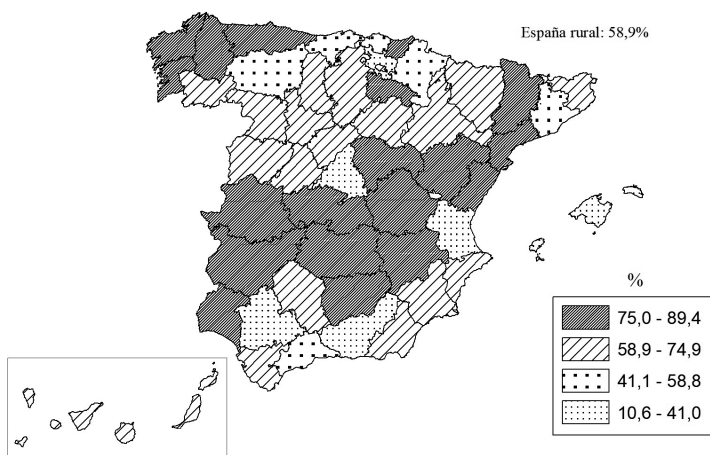 España rural: 58,9%
%
75,0 - 89,4
58,9 - 74,9
41,1 - 58,8
10,6 - 41,0